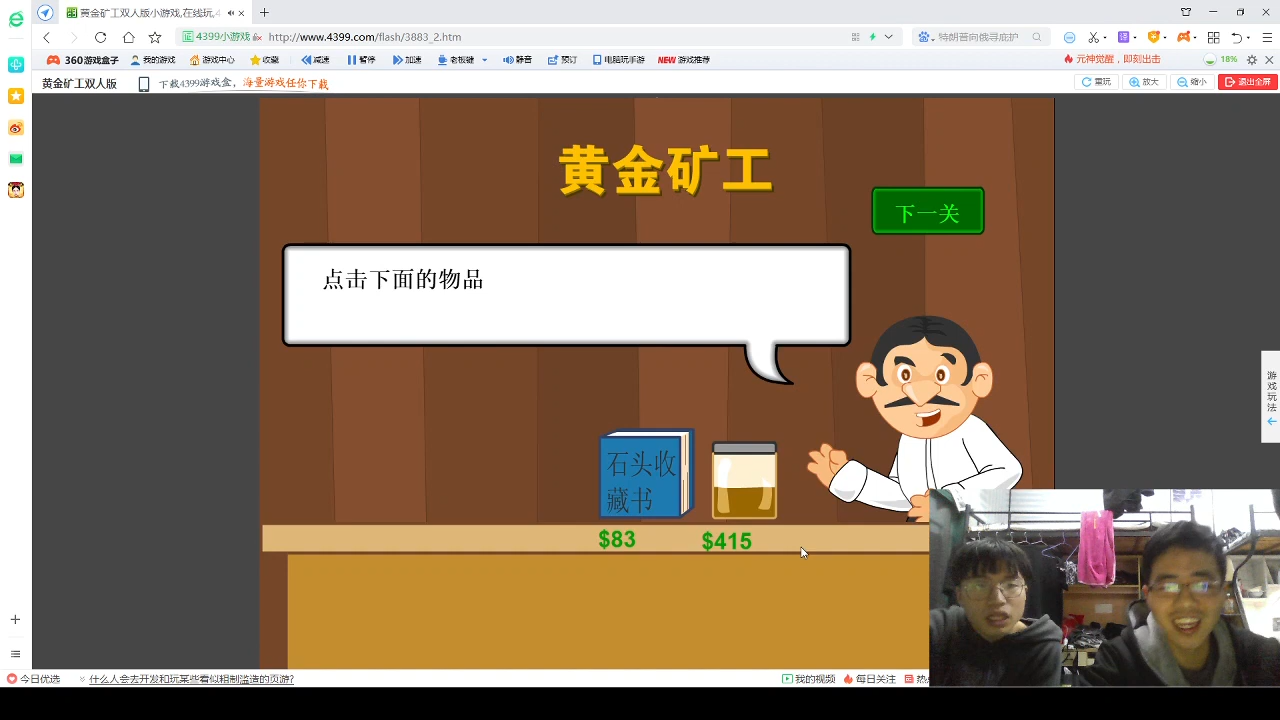 黄金矿工双人版小游戏,在线玩,4
4399小游戏 http://www.4399.com/flash/3883_2.htm
特朗普向俄寻庇护
360游戏盒子 我的游戏 游戏中心 收藏 减速 暂停 加速 老板键 静音 预订 电脑玩手游 NEW 游戏推荐
元神觉醒，即刻出击 18%
黄金矿工双人版 下载4399游戏盒，海量游戏任你下载
重玩 放大 缩小 退出全屏
黄金矿工
下一关
点击下面的物品
游戏玩法
石头收
藏书
$83 $415
今日优选 什么人会去开发和玩某些看似粗制滥造的页游?
我的视频 每日关注